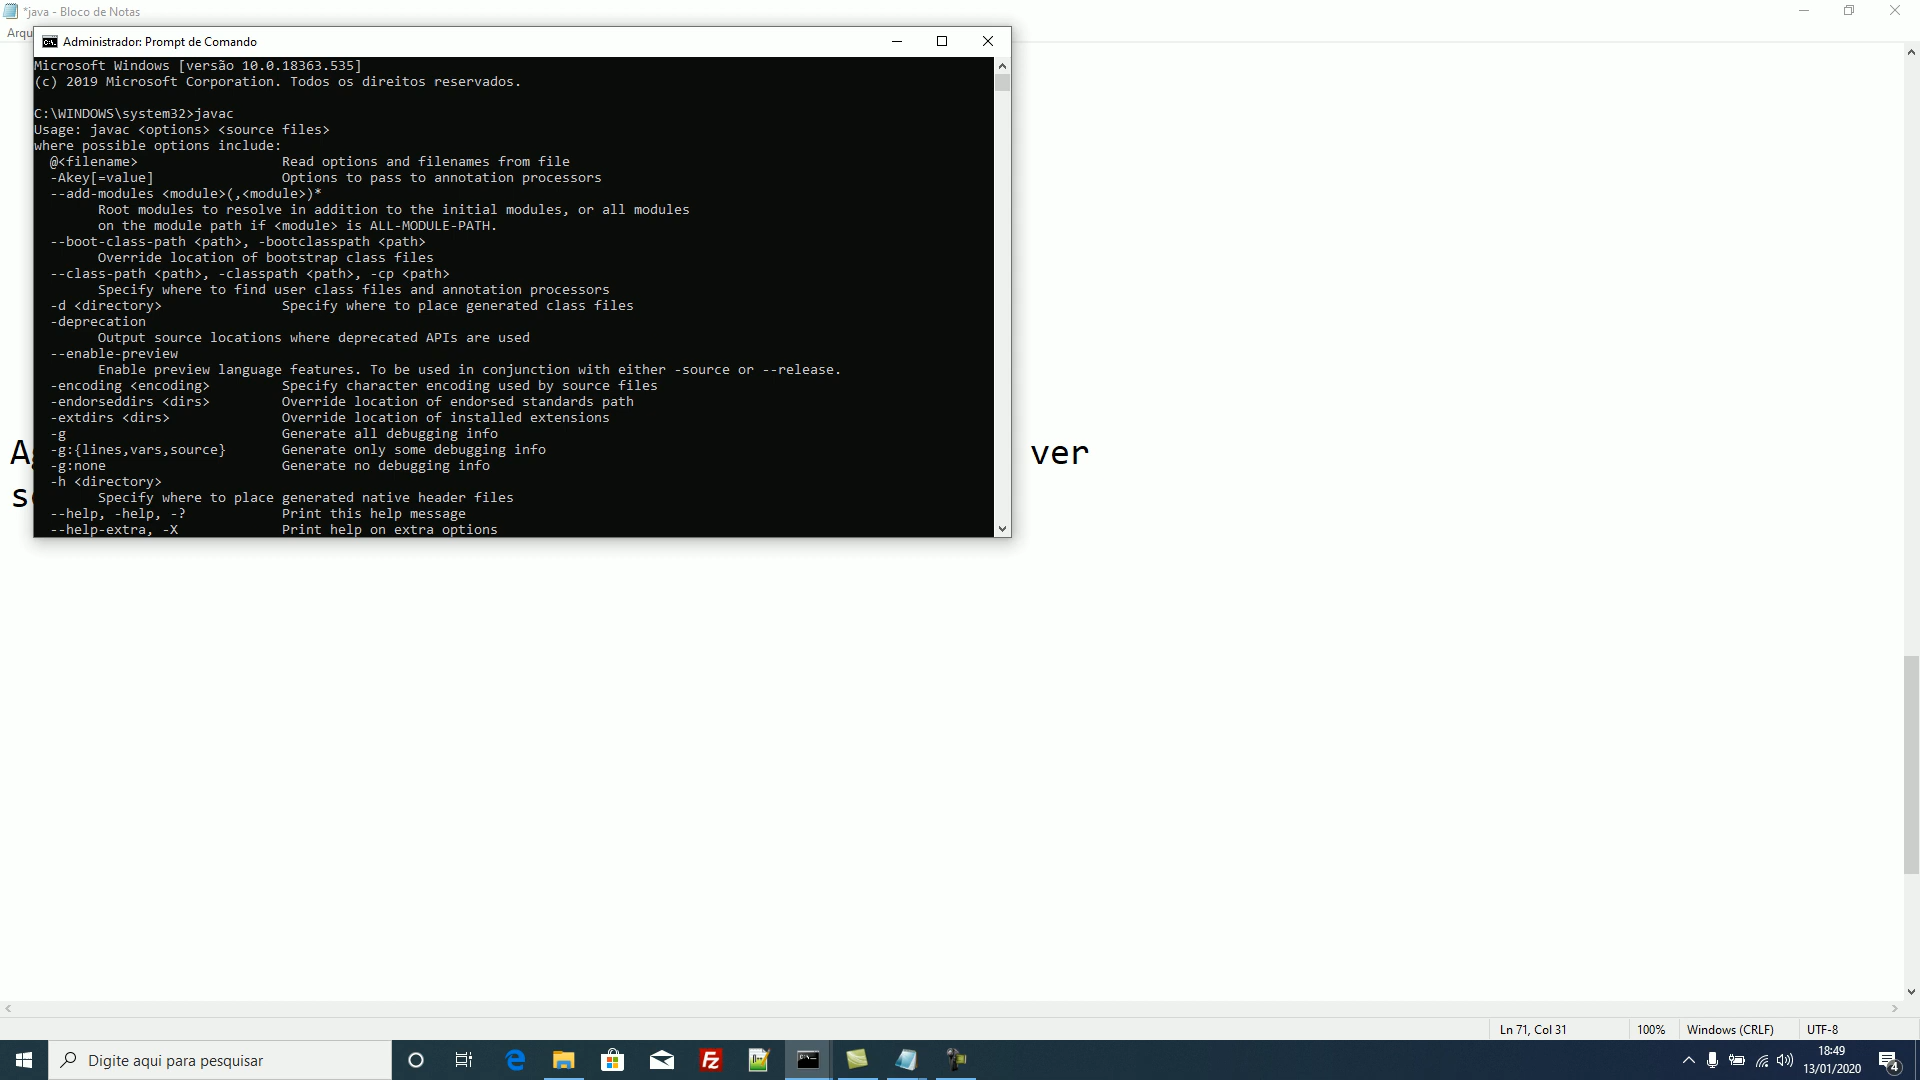 *java - Bloco de Notas
Administrador: Prompt de Comando
Microsoft Windows [versão 10.0.18363.535]
(c) 2019 Microsoft Corporation. Todos os direitos reservados.
C:\WINDOWS\system32>javac
Usage: javac <options> <source files>
where possible options include:
  @<filename>                  Read options and filenames from file
  -Akey[=value]                Options to pass to annotation processors
  --add-modules <module>(,<module>)*
        Root modules to resolve in addition to the initial modules, or all modules
        on the module path if <module> is ALL-MODULE-PATH.
  --boot-class-path <path>, -bootclasspath <path>
        Override location of bootstrap class files
  --class-path <path>, -classpath <path>, -cp <path>
        Specify where to find user class files and annotation processors
  -d <directory>               Specify where to place generated class files
  -deprecation
        Output source locations where deprecated APIs are used
  --enable-preview
        Enable preview language features. To be used in conjunction with either -source or --release.
  -encoding <encoding>         Specify character encoding used by source files
  -endorseddirs <dirs>         Override location of endorsed standards path
  -extdirs <dirs>              Override location of installed extensions
  -g                           Generate all debugging info
  -g:{lines,vars,source}       Generate only some debugging info
  -g:none                      Generate no debugging info
  -h <directory>
        Specify where to place generated native header files
  --help, -help, -?            Print this help message
  --help-extra, -X             Print help on extra options
ver
Ln 71, Col 31
100%
Windows (CRLF)
UTF-8
Digite aqui para pesquisar
18:49
13/01/2020
4